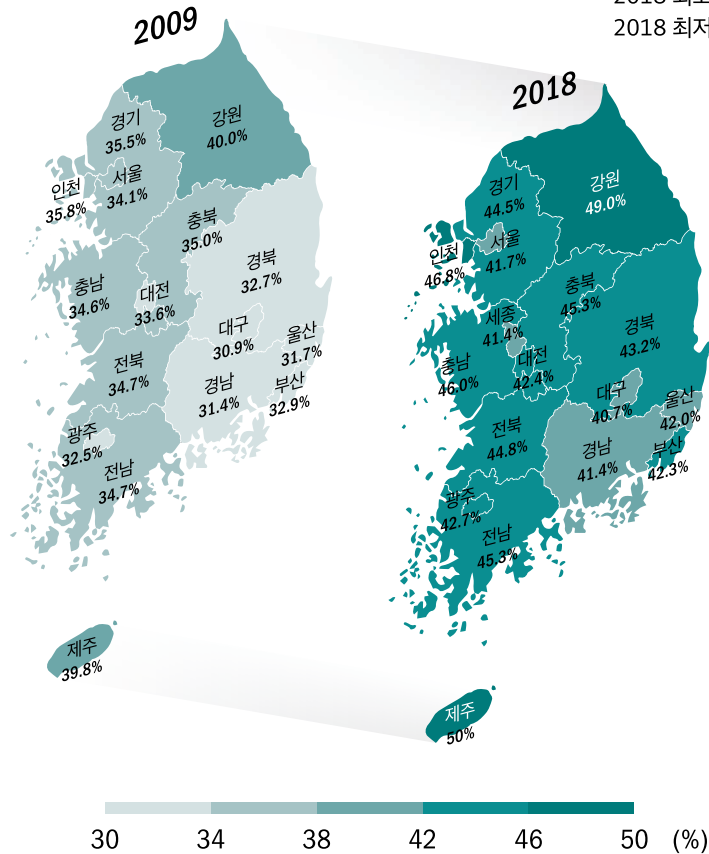 2018 최저
2009
경기
35.5%
강원
40.0%
인천
35.8%
서울
34.1%
충북
35.0%
경북
32.7%
충남
34.6%
대전
33.6%
대구
30.9%
울산
31.7%
전북
34.7%
경남
31.4%
부산
32.9%
광주
32.5%
전남
34.7%
제주
39.8%
2018
경기
44.5%
강원
49.0%
인천
46.8%
서울
41.7%
충북
45.3%
세종
41.4%
경북
43.2%
충남
46.0%
대전
42.4%
대구
40.7%
울산
42.0%
전북
44.8%
경남
41.4%
부산
42.3%
광주
42.7%
전남
45.3%
제주
50%
30 34 38 42 46 50 (%)